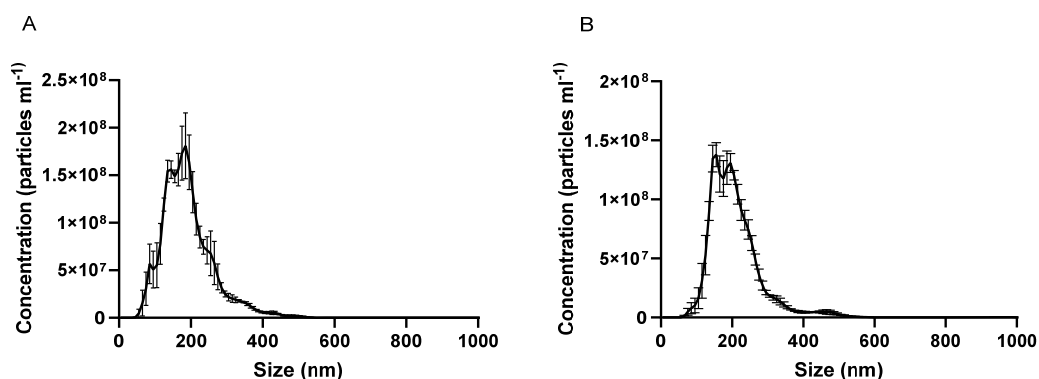 A
Concentration (particles ml⁻¹)
2.5×10⁸
2×10⁸
1.5×10⁸
1×10⁸
5×10⁷
0
0 200 400 600 800 1000
Size (nm)
B
Concentration (particles ml⁻¹)
2×10⁸
1.5×10⁸
1×10⁸
5×10⁷
0
0 200 400 600 800 1000
Size (nm)